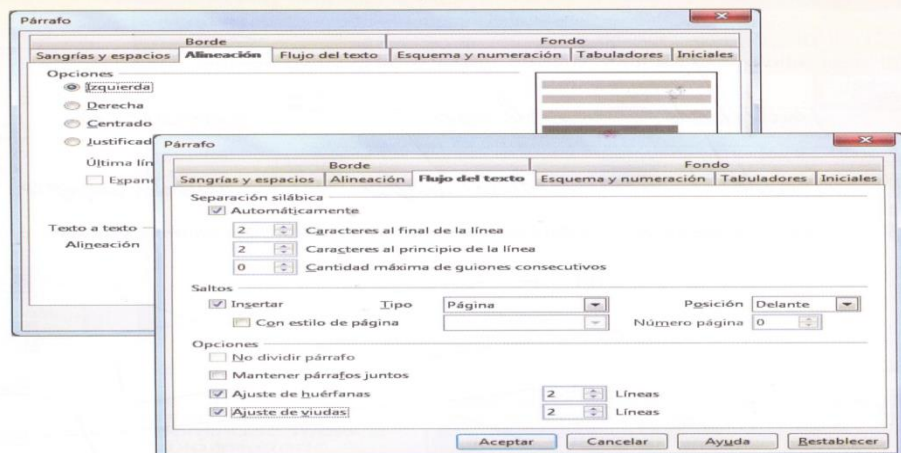 Párrafo
Borde Fondo
Sangrías y espacios Alineación Flujo del texto Esquema y numeración Tabuladores Iniciales
Opciones
Izquierda
Derecha
Centrado
Justificad
Última lín
Expan
Texto a texto
Alineación
Párrafo
Borde Fondo
Sangrías y espacios Alineación Flujo del texto Esquema y numeración Tabuladores Iniciales
Separación silábica
Automáticamente
2 Caracteres al final de la línea
2 Caracteres al principio de la línea
0 Cantidad máxima de guiones consecutivos
Saltos
Insertar Tipo Página Posición Delante
Con estilo de página Número página 0
Opciones
No dividir párrafo
Mantener párrafos juntos
Ajuste de huérfanas 2 Líneas
Ajuste de viudas 2 Líneas
Aceptar Cancelar Ayuda Restablecer